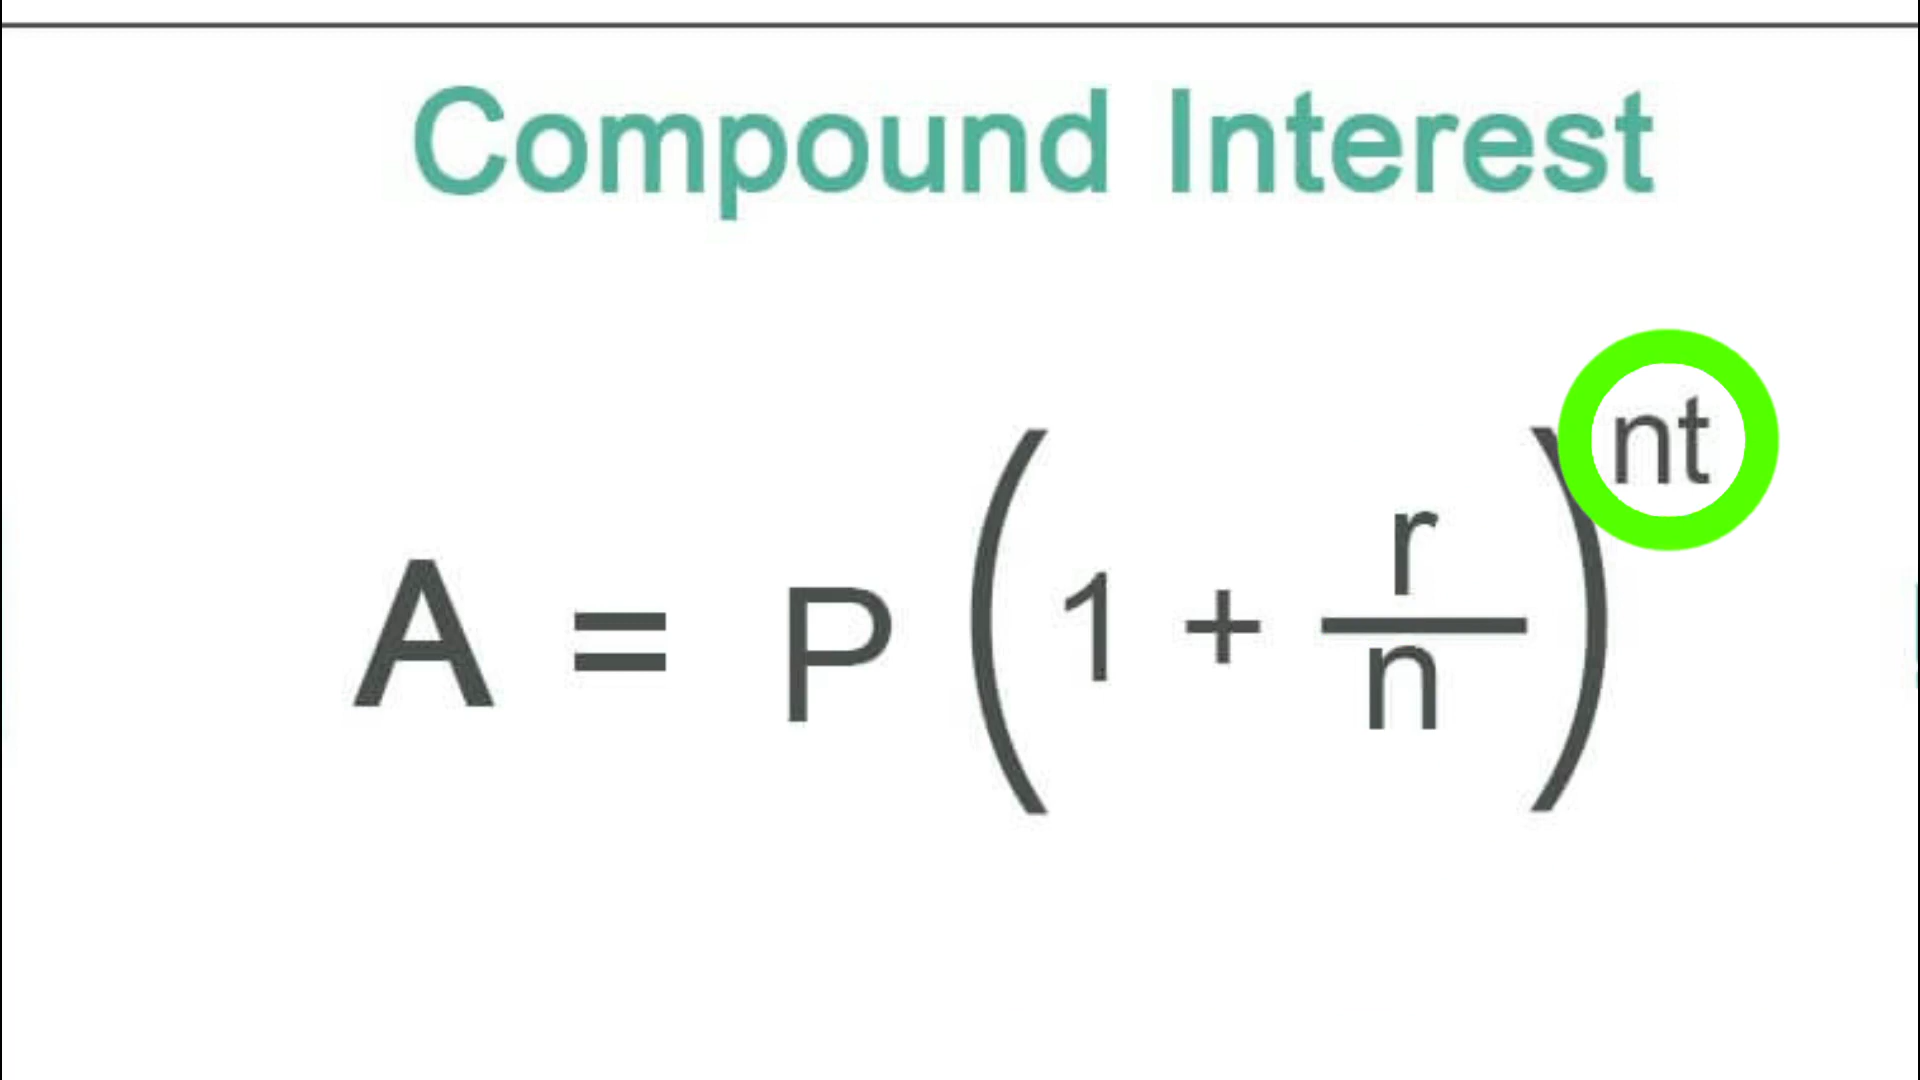 Compound Interest
A = P (1 + r/n)^nt